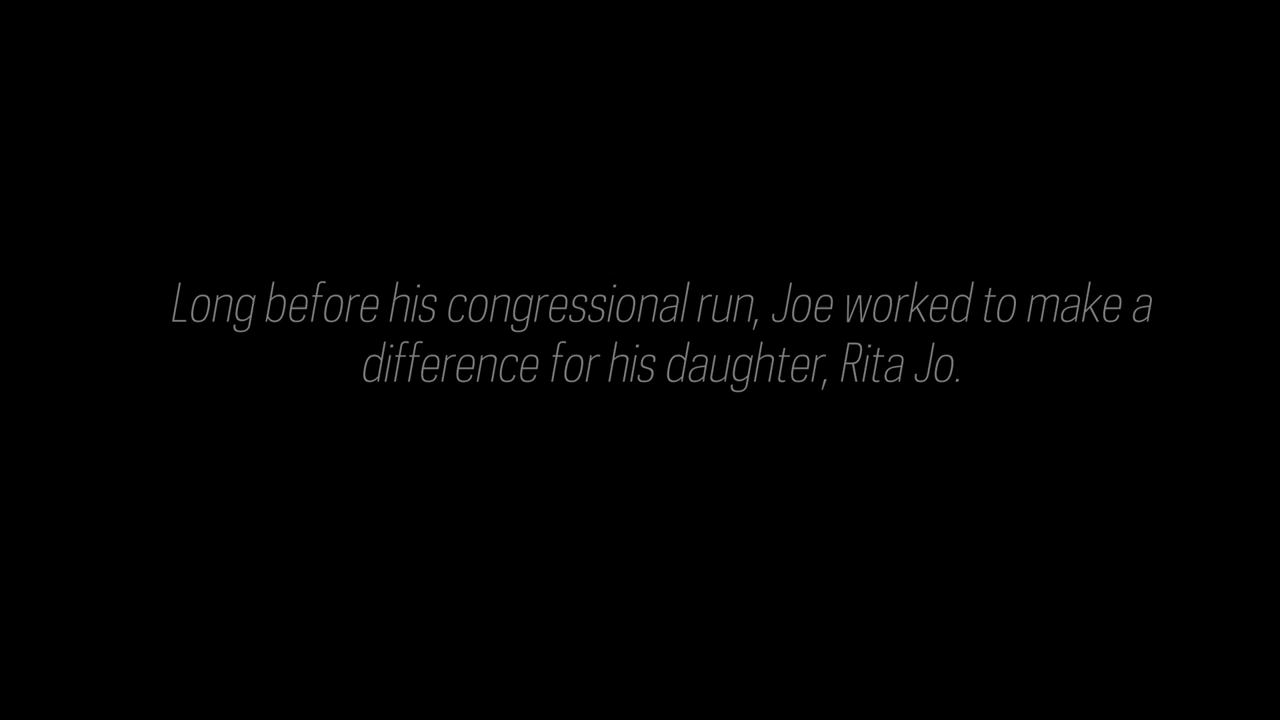 Long before his congressional run, Joe worked to make a
difference for his daughter, Rita Jo.